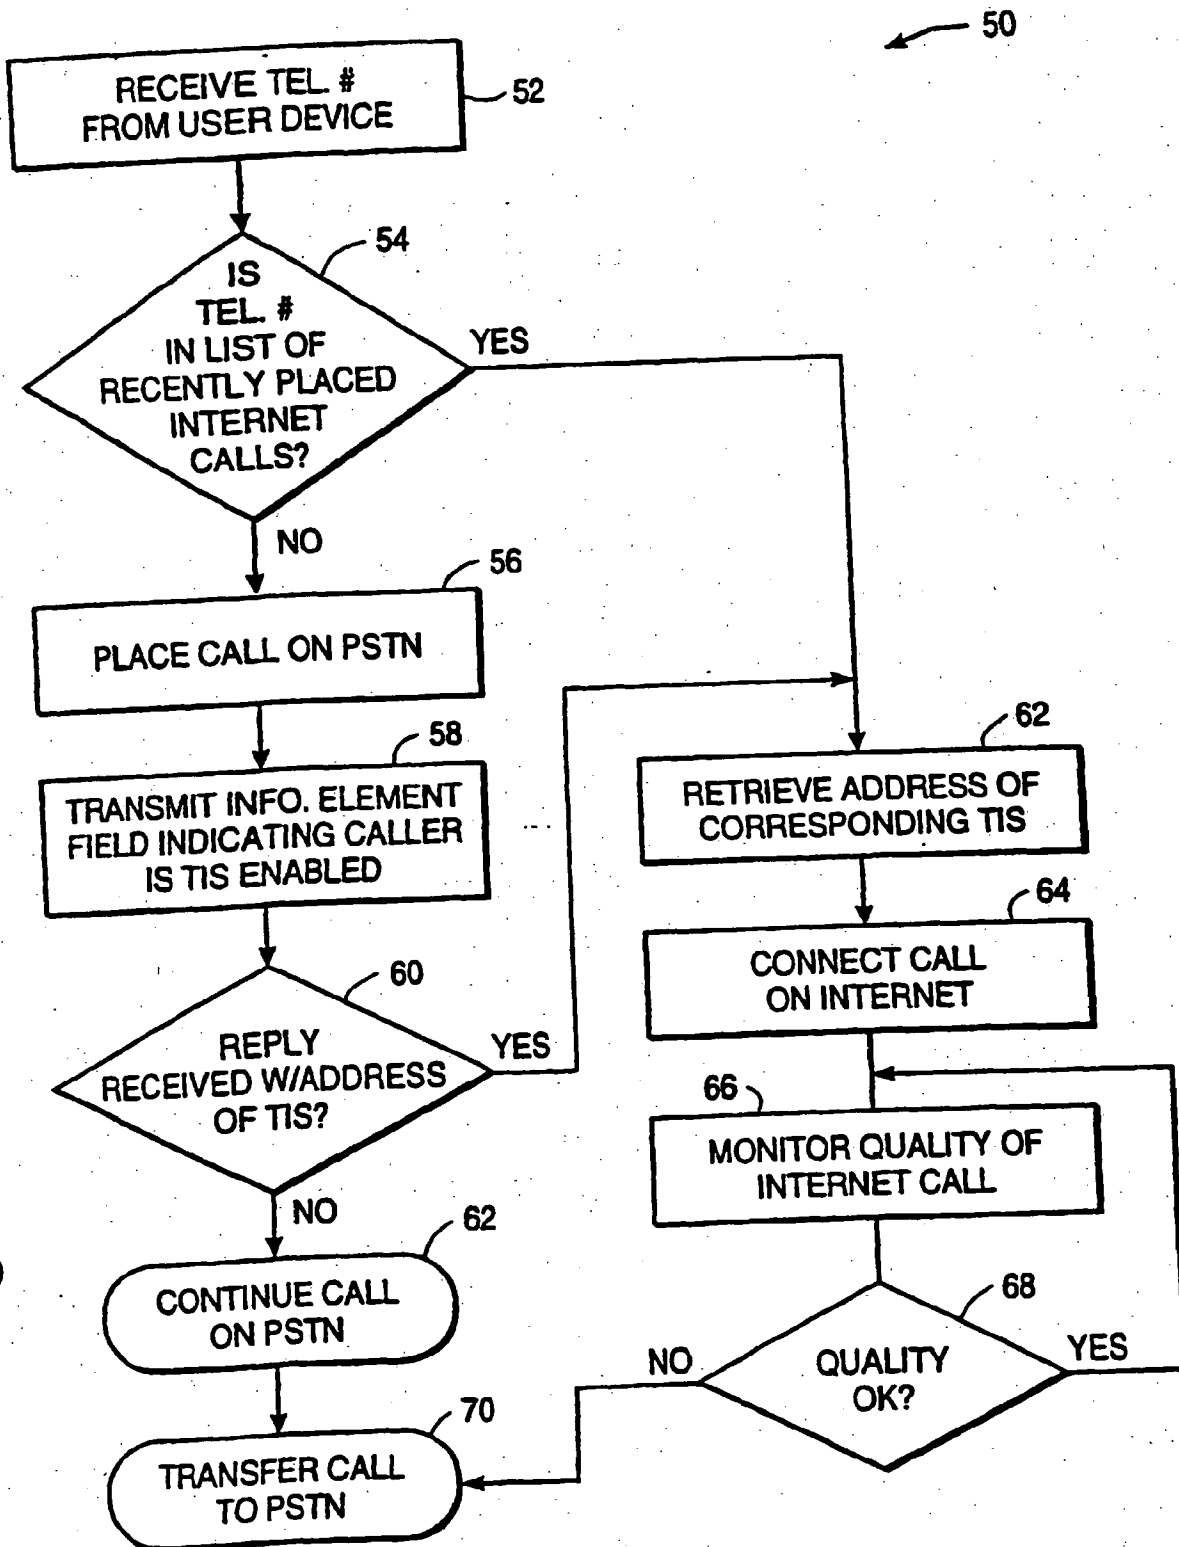 50
RECEIVE TEL. #
FROM USER DEVICE
52
54
IS
TEL. #
IN LIST OF
RECENTLY PLACED
INTERNET
CALLS?
YES
NO
56
PLACE CALL ON PSTN
58
TRANSMIT INFO. ELEMENT
FIELD INDICATING CALLER
IS TIS ENABLED
60
REPLY
RECEIVED W/ADDRESS
OF TIS?
YES
NO
62
CONTINUE CALL
ON PSTN
70
TRANSFER CALL
TO PSTN
62
RETRIEVE ADDRESS OF
CORRESPONDING TIS
64
CONNECT CALL
ON INTERNET
66
MONITOR QUALITY OF
INTERNET CALL
68
QUALITY
OK?
NO
YES